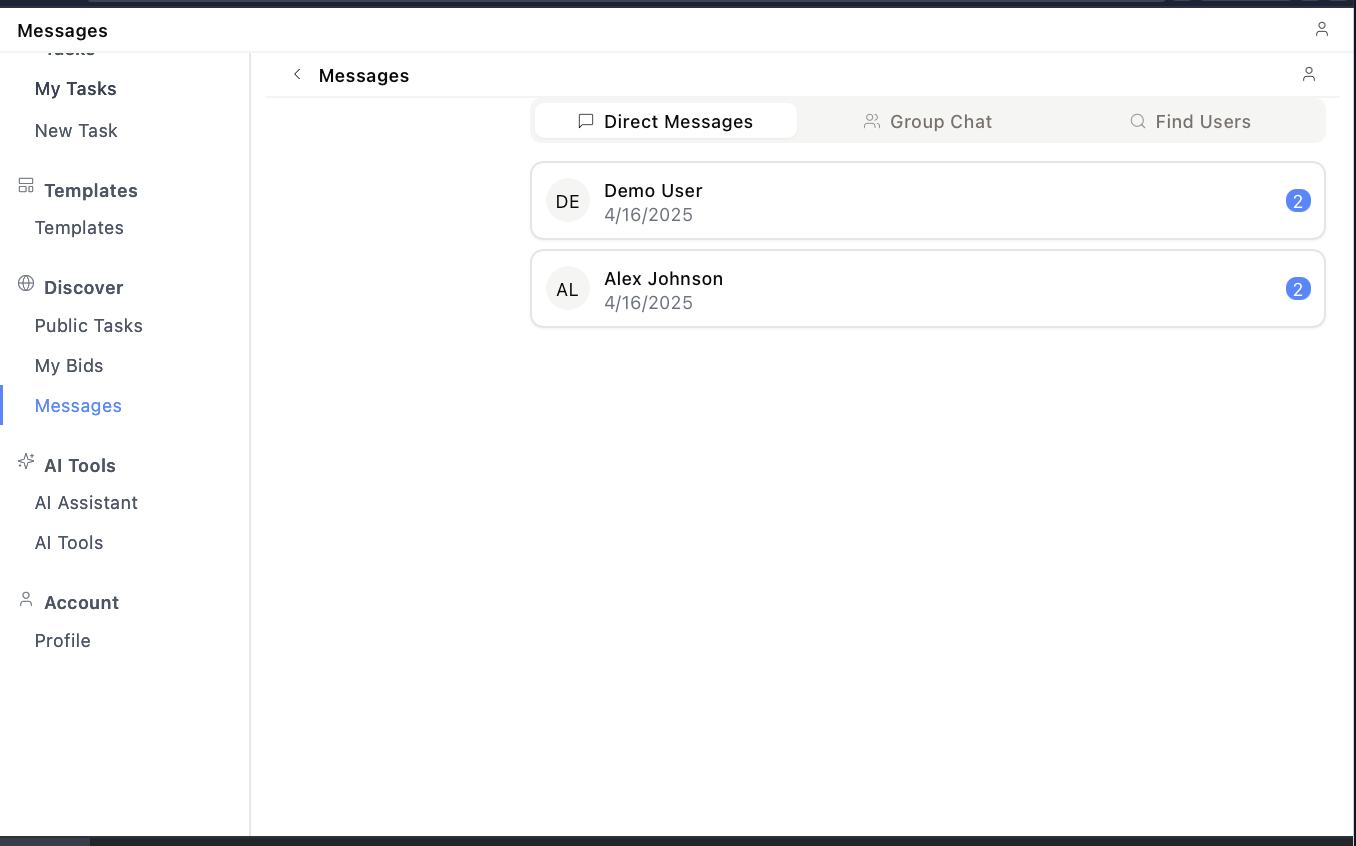 Messages
Tasks
My Tasks
New Task
Templates
Templates
Discover
Public Tasks
My Bids
Messages
AI Tools
AI Assistant
AI Tools
Account
Profile
Messages
Direct Messages
Group Chat
Find Users
DE
Demo User
4/16/2025
2
AL
Alex Johnson
4/16/2025
2